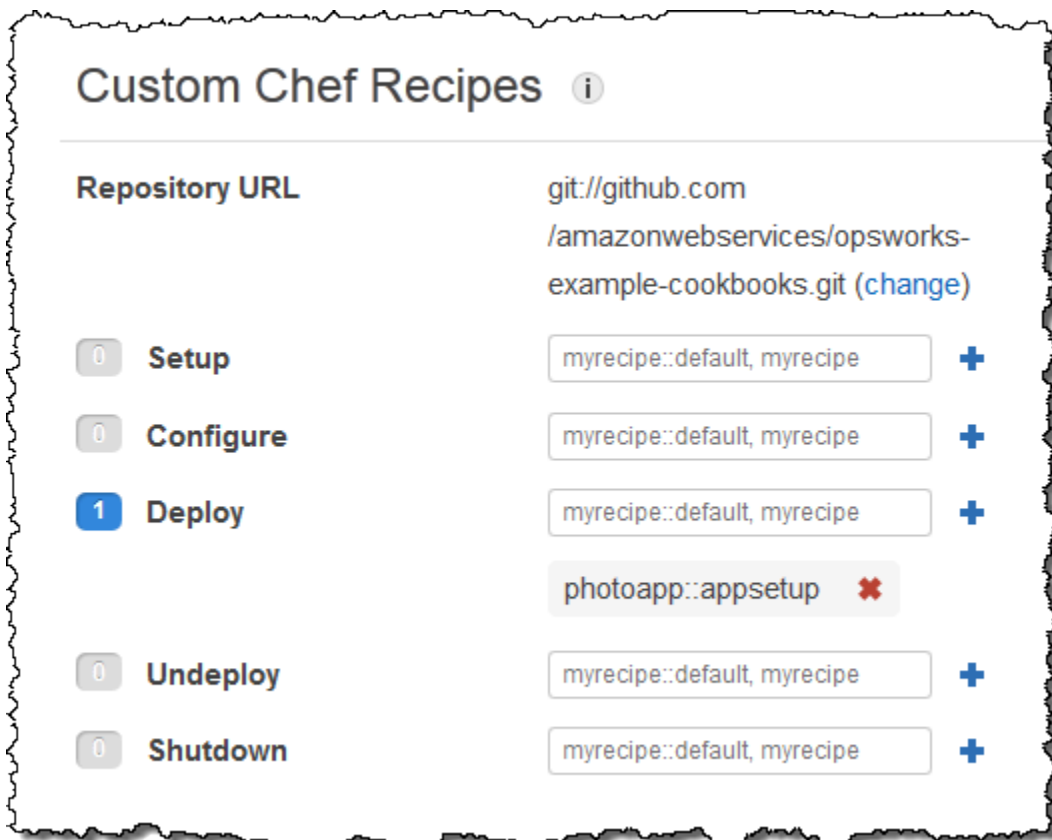 Custom Chef Recipes i
Repository URL
git://github.com
/amazonwebservices/opsworks-
example-cookbooks.git (change)
0 Setup myrecipe::default, myrecipe
0 Configure myrecipe::default, myrecipe
1 Deploy myrecipe::default, myrecipe
photoapp::appsetup
0 Undeploy myrecipe::default, myrecipe
0 Shutdown myrecipe::default, myrecipe